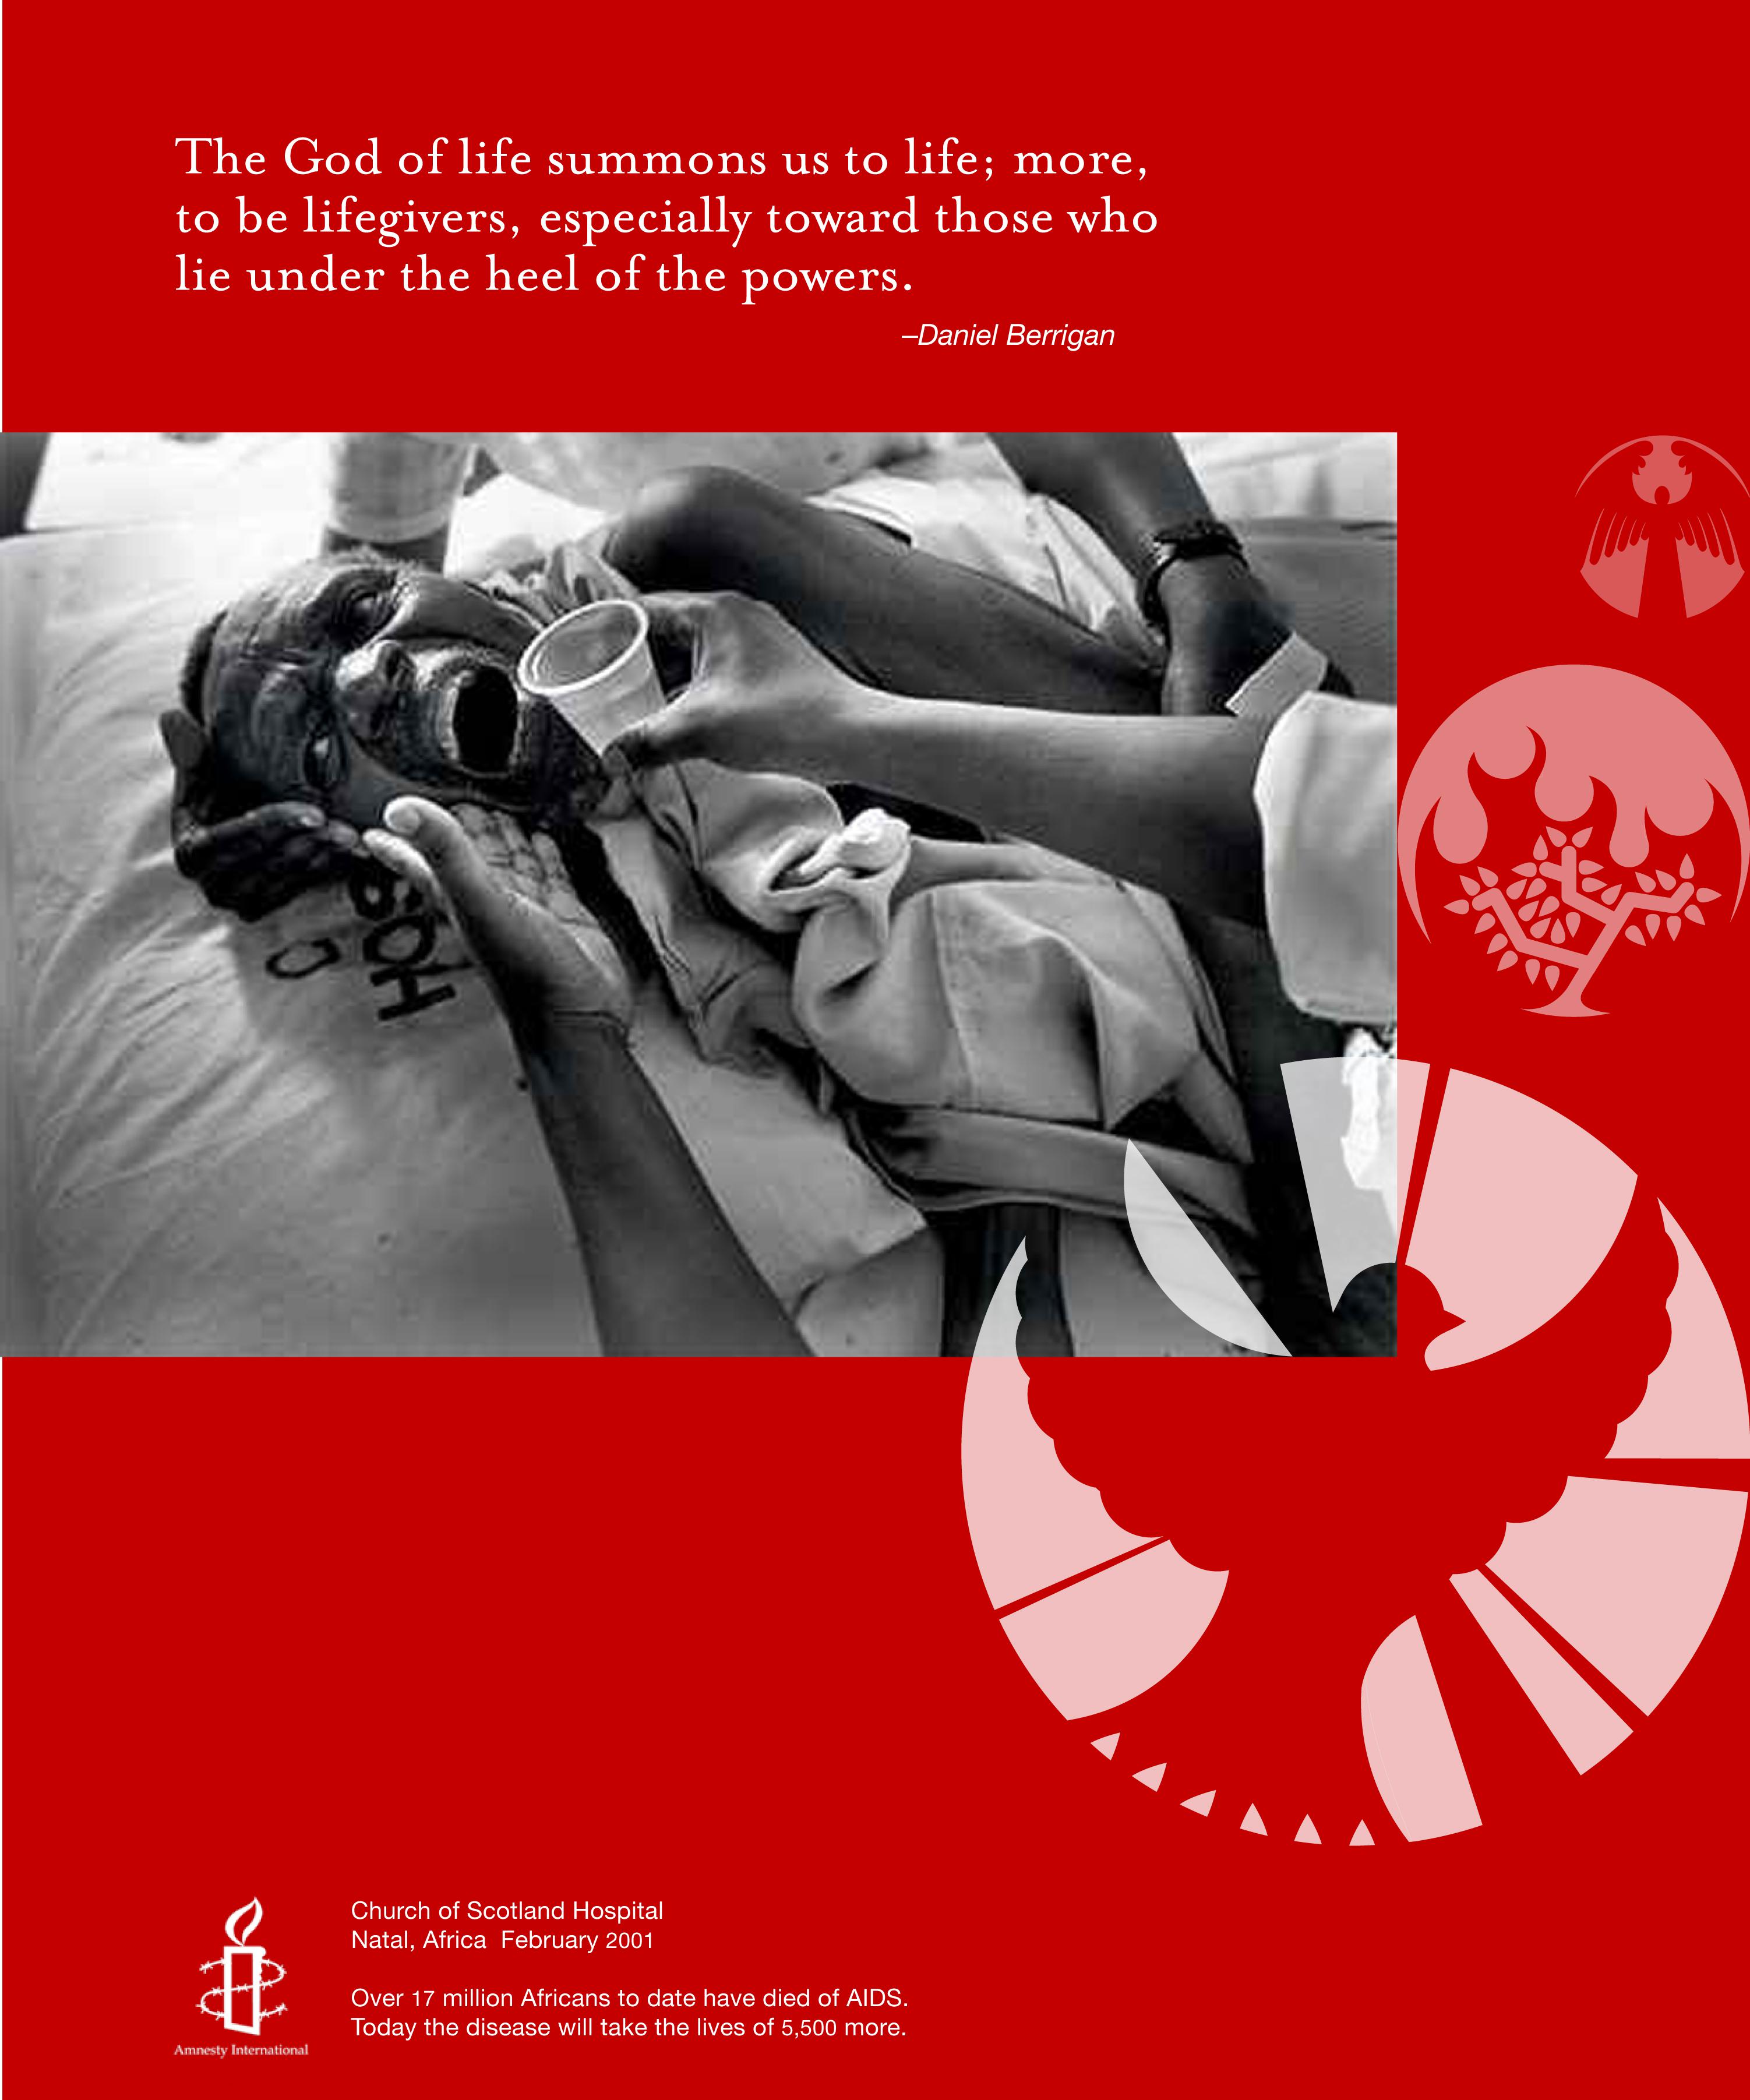 The God of life summons us to life; more,
to be lifegivers, especially toward those who
lie under the heel of the powers.
–Daniel Berrigan
HOS
C
Church of Scotland Hospital
Natal, Africa  February 2001
Over 17 million Africans to date have died of AIDS.
Today the disease will take the lives of 5,500 more.
Amnesty International